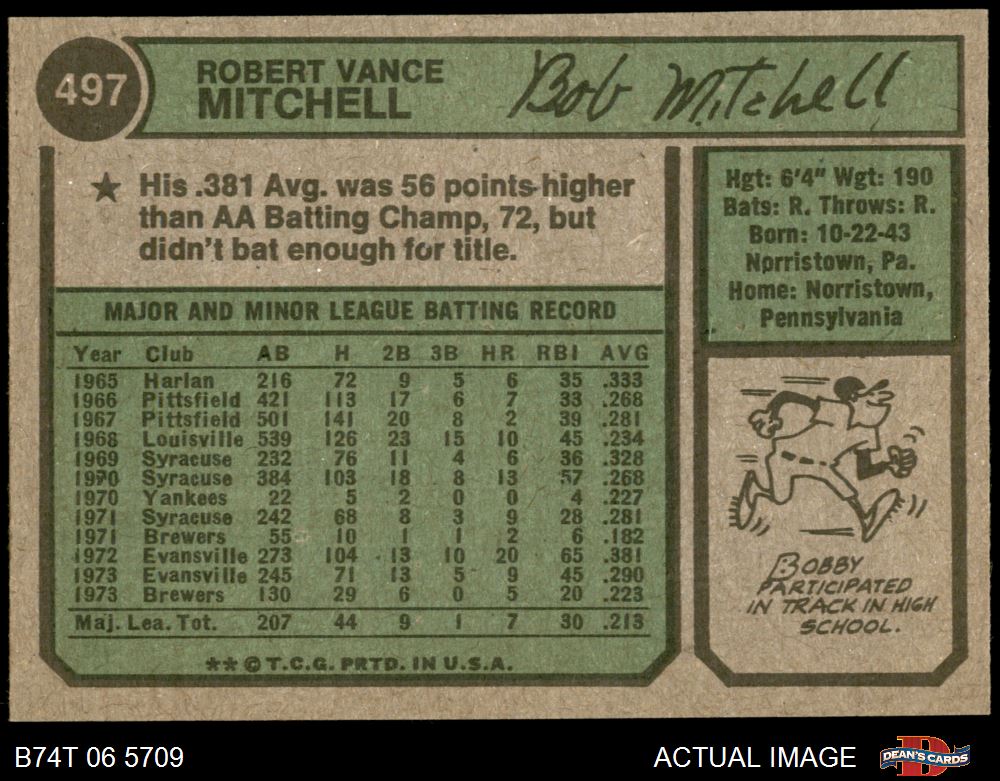 497
ROBERT VANCE
MITCHELL
Bob Mitchell
★ His .381 Avg. was 56 points higher
than AA Batting Champ, 72, but
didn't bat enough for title.
Hgt: 6'4" Wgt: 190
Bats: R. Throws: R.
Born: 10-22-43
Norristown, Pa.
Home: Norristown,
Pennsylvania
MAJOR AND MINOR LEAGUE BATTING RECORD
Year Club AB H 2B 3B HR RBI AVG
1965 Harlan 216 72 9 5 6 35 .333
1966 Pittsfield 421 113 17 6 7 33 .268
1967 Pittsfield 501 141 20 8 2 39 .281
1968 Louisville 539 126 23 15 10 45 .234
1969 Syracuse 232 76 11 4 6 36 .328
1970 Syracuse 384 103 18 8 13 57 .268
1970 Yankees 22 5 2 0 0 4 .227
1971 Syracuse 242 68 8 3 9 28 .281
1971 Brewers 55 10 1 1 2 6 .182
1972 Evansville 273 104 13 10 20 65 .381
1973 Evansville 245 71 13 5 9 45 .290
1973 Brewers 130 29 6 0 5 20 .223
Maj. Lea. Tot. 207 44 9 1 7 30 .213
** © T.C.G. PRTD. IN U.S.A.
BOBBY
PARTICIPATED
IN TRACK IN HIGH
SCHOOL.
B74T 06 5709
ACTUAL IMAGE
DEAN'S CARDS